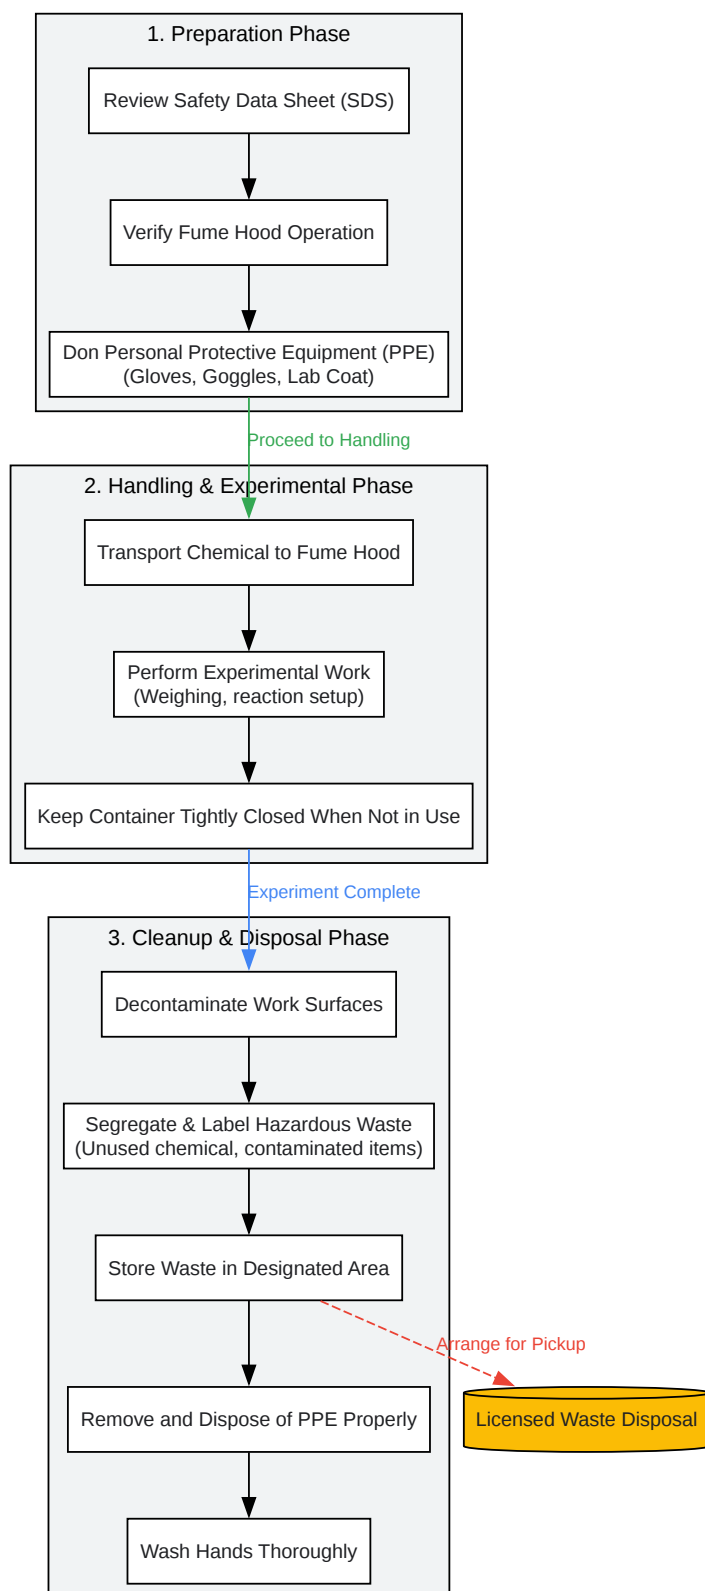 1. Preparation Phase
Review Safety Data Sheet (SDS)
Verify Fume Hood Operation
Don Personal Protective Equipment (PPE)
(Gloves, Goggles, Lab Coat)
Proceed to Handling
2. Handling & Experimental Phase
Transport Chemical to Fume Hood
Perform Experimental Work
(Weighing, reaction setup)
Keep Container Tightly Closed When Not in Use
Experiment Complete
3. Cleanup & Disposal Phase
Decontaminate Work Surfaces
Segregate & Label Hazardous Waste
(Unused chemical, contaminated items)
Store Waste in Designated Area
Arrange for Pickup
Remove and Dispose of PPE Properly
Licensed Waste Disposal
Wash Hands Thoroughly